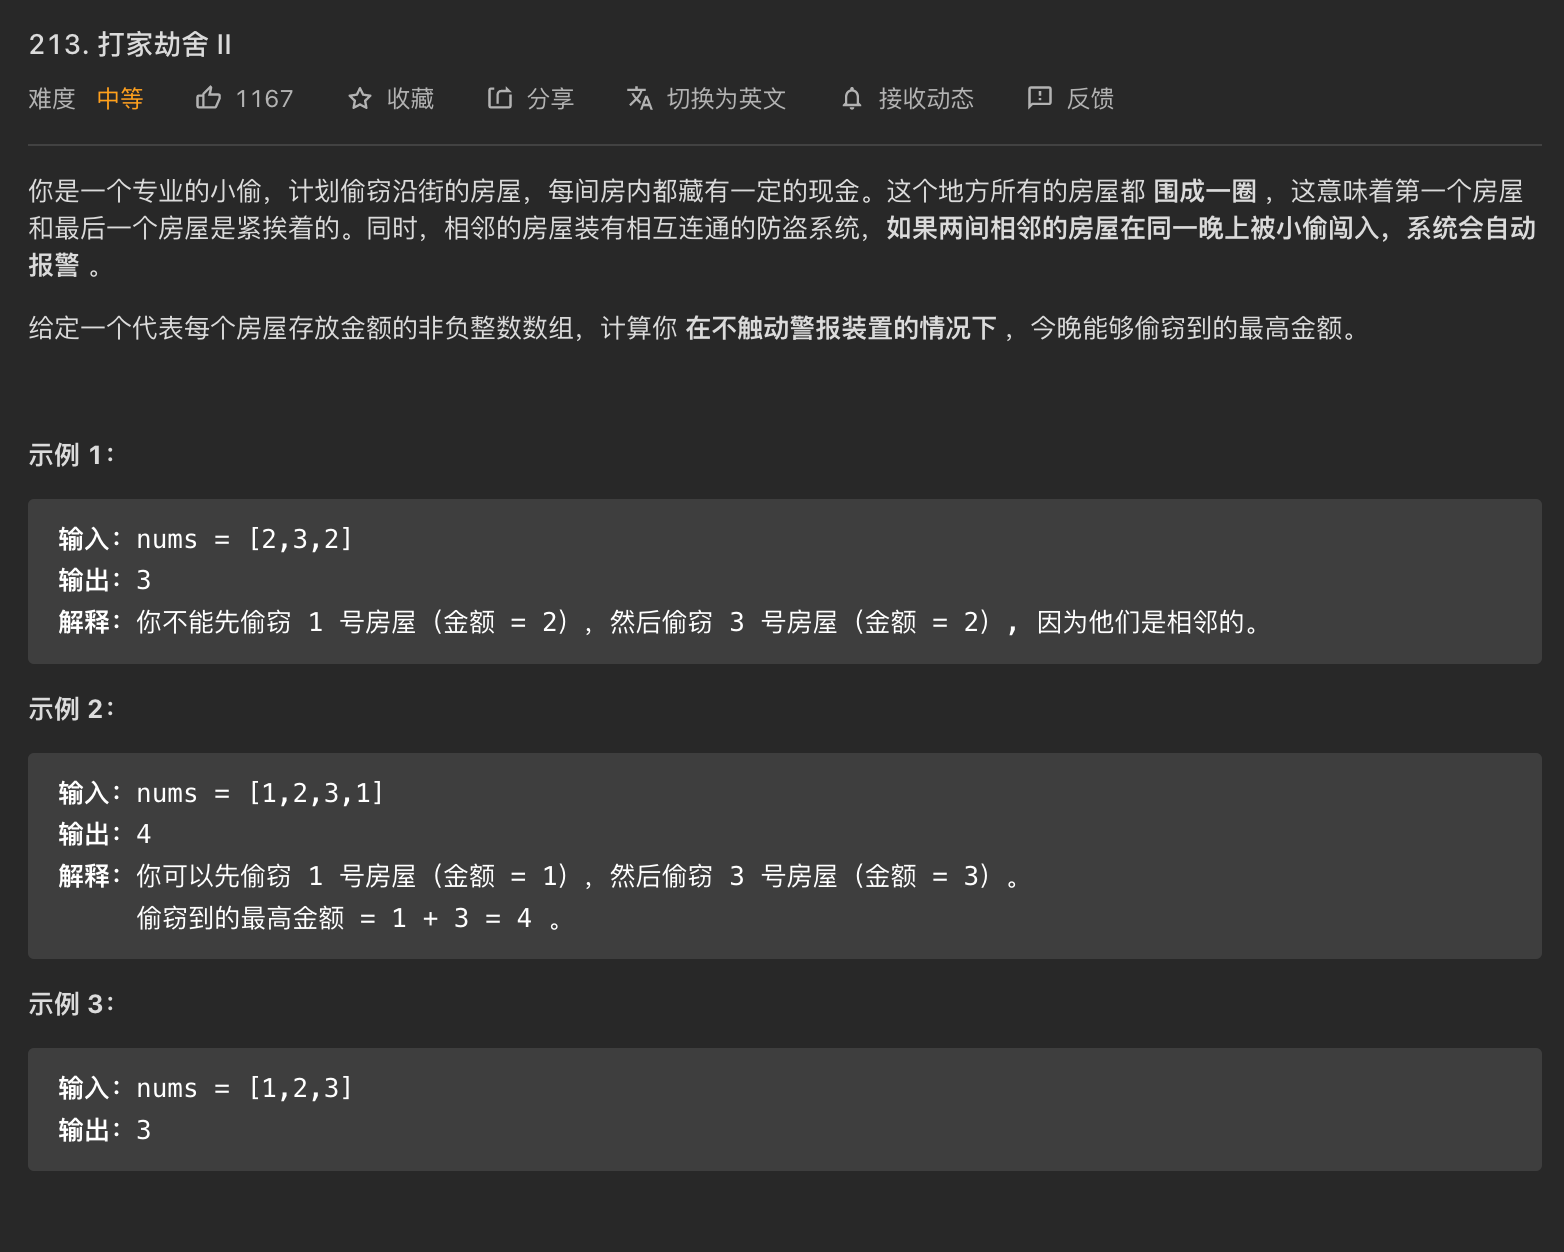 213. 打家劫舍 II
难度 中等 1167 收藏 分享 切换为英文 接收动态 反馈
你是一个专业的小偷，计划偷窃沿街的房屋，每间房内都藏有一定的现金。这个地方所有的房屋都 围成一圈 ，这意味着第一个房屋
和最后一个房屋是紧挨着的。同时，相邻的房屋装有相互连通的防盗系统，如果两间相邻的房屋在同一晚上被小偷闯入，系统会自动
报警 。
给定一个代表每个房屋存放金额的非负整数数组，计算你 在不触动警报装置的情况下 ，今晚能够偷窃到的最高金额。
示例 1：
输入：nums = [2,3,2]
输出：3
解释：你不能先偷窃 1 号房屋（金额 = 2），然后偷窃 3 号房屋（金额 = 2）, 因为他们是相邻的。
示例 2：
输入：nums = [1,2,3,1]
输出：4
解释：你可以先偷窃 1 号房屋（金额 = 1），然后偷窃 3 号房屋（金额 = 3）。
偷窃到的最高金额 = 1 + 3 = 4 。
示例 3：
输入：nums = [1,2,3]
输出：3